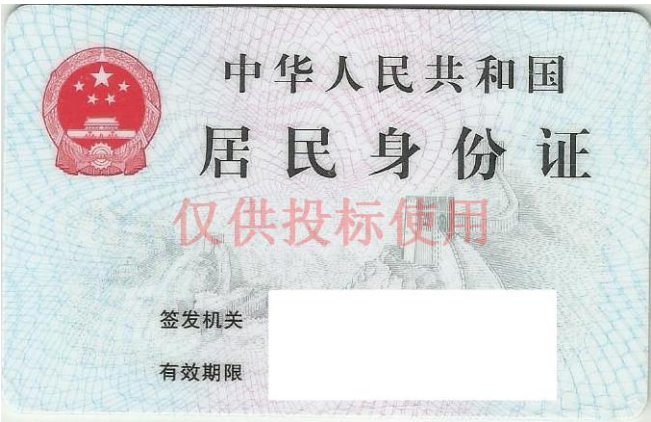 中华人民共和国
居民身份证
仅供投标使用
签发机关
有效期限